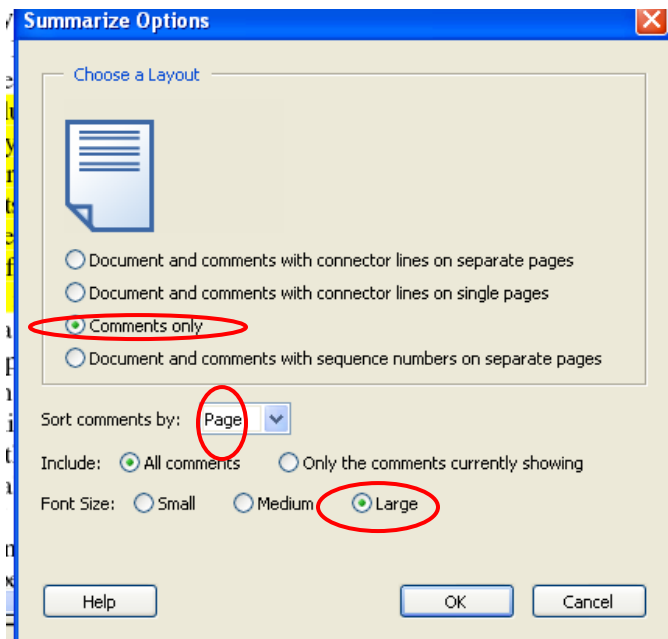 Summarize Options
Choose a Layout
Document and comments with connector lines on separate pages
Document and comments with connector lines on single pages
Comments only
Document and comments with sequence numbers on separate pages
Sort comments by: Page
Include: All comments Only the comments currently showing
Font Size: Small Medium Large
Help OK Cancel